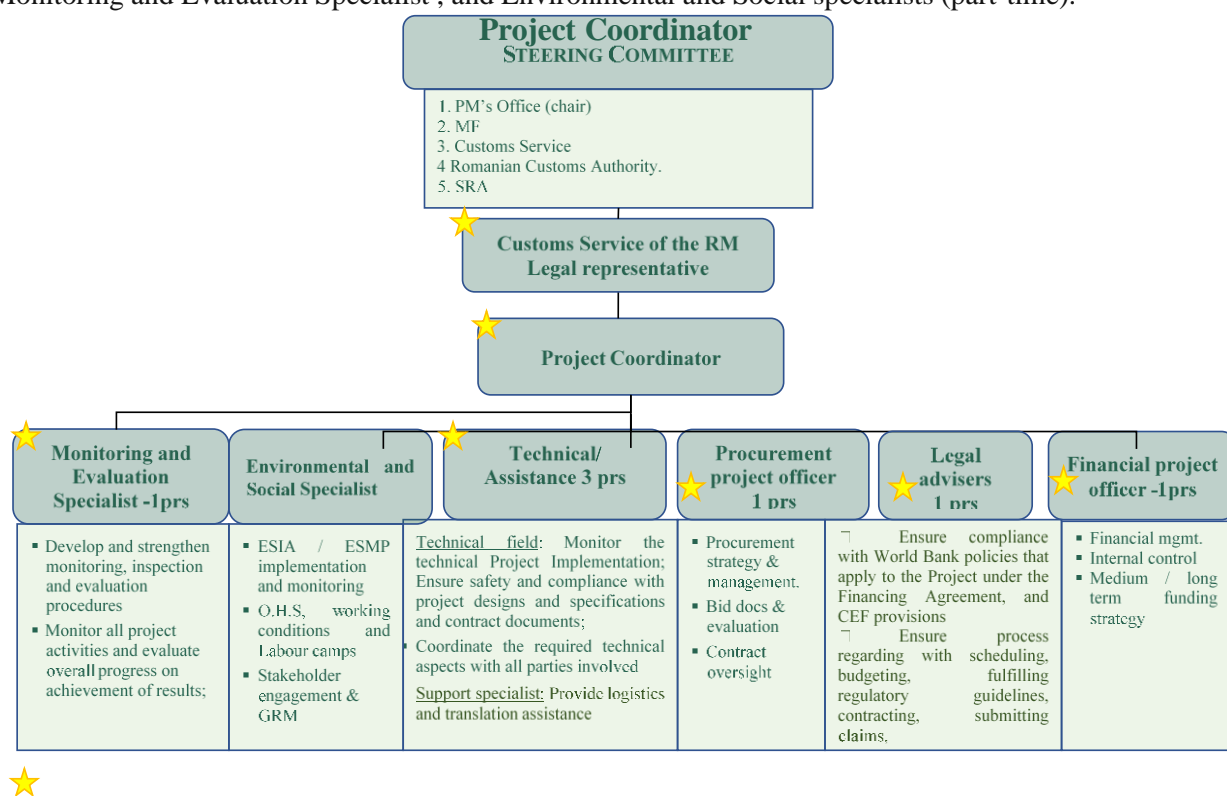 Monitoring and Evaluation Specialist , and Environmental and Social specialists (part-time).
Project Coordinator
STEERING COMMITTEE
1. PM's Office (chair)
2. MF
3. Customs Service
4 Romanian Customs Authority.
5. SRA
Customs Service of the RM
Legal representative
Project Coordinator
Monitoring and
Evaluation
Specialist -1prs
▪ Develop and strengthen
monitoring, inspection
and evaluation
procedures
▪ Monitor all project
activities and evaluate
overall progress on
achievement of results;
Environmental and
Social Specialist
▪ ESIA / ESMP
implementation
and monitoring
▪ O.H.S, working
conditions and
Labour camps
▪ Stakeholder
engagement &
GRM
Technical/
Assistance 3 prs
Technical field: Monitor the
technical Project Implementation;
Ensure safety and compliance with
project designs and specifications
and contract documents;
▪ Coordinate the required technical
aspects with all parties involved
Support specialist: Provide logistics
and translation assistance
Procurement
project officer
1 prs
▪ Procurement
strategy &
management.
▪ Bid docs &
evaluation
▪ Contract
oversight
Legal
advisers
1 prs
Ensure compliance
with World Bank policies that
apply to the Project under the
Financing Agreement, and
CEF provisions
Ensure process
regarding with scheduling,
budgeting, fulfilling
regulatory guidelines,
contracting, submitting
claims,
Financial project
officer -1prs
▪ Financial mgmt.
▪ Internal control
▪ Medium / long
term funding
strategy